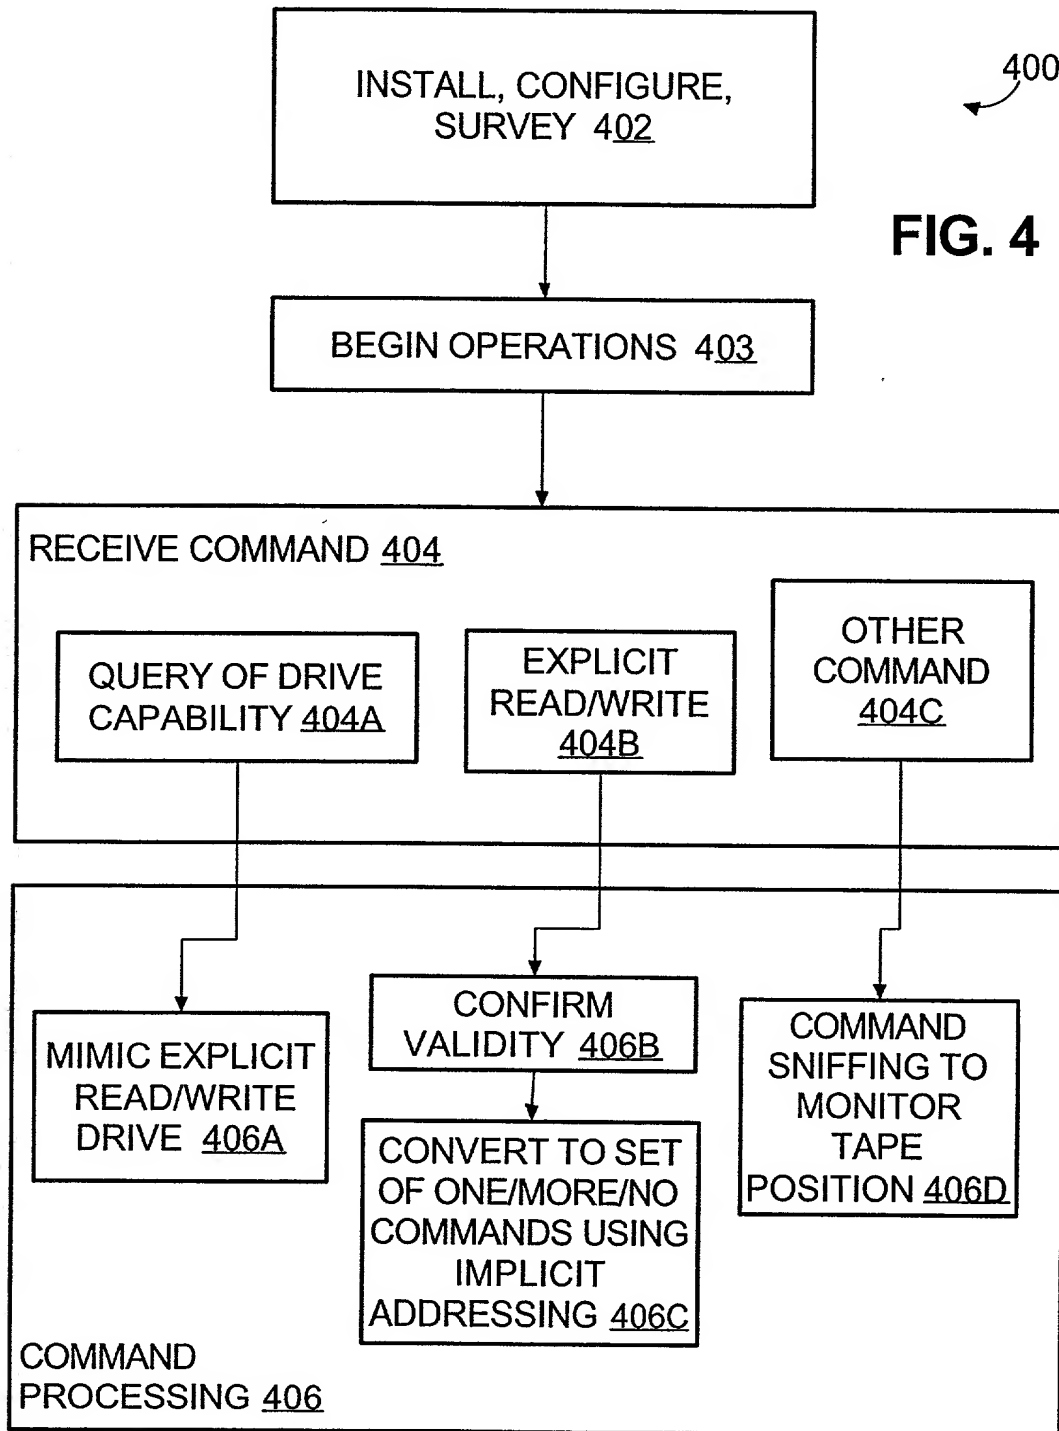 INSTALL, CONFIGURE,
SURVEY 402
400
FIG. 4
BEGIN OPERATIONS 403
RECEIVE COMMAND 404
QUERY OF DRIVE
CAPABILITY 404A
EXPLICIT
READ/WRITE
404B
OTHER
COMMAND
404C
MIMIC EXPLICIT
READ/WRITE
DRIVE 406A
CONFIRM
VALIDITY 406B
CONVERT TO SET
OF ONE/MORE/NO
COMMANDS USING
IMPLICIT
ADDRESSING 406C
COMMAND
SNIFFING TO
MONITOR
TAPE
POSITION 406D
COMMAND
PROCESSING 406